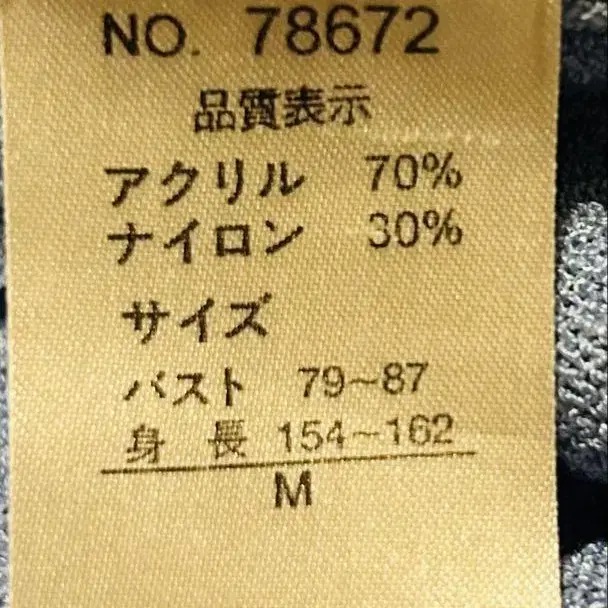 NO. 78672
品質表示
アクリル 70%
ナイロン 30%
サイズ
バスト 79~87
身長 154~162
M